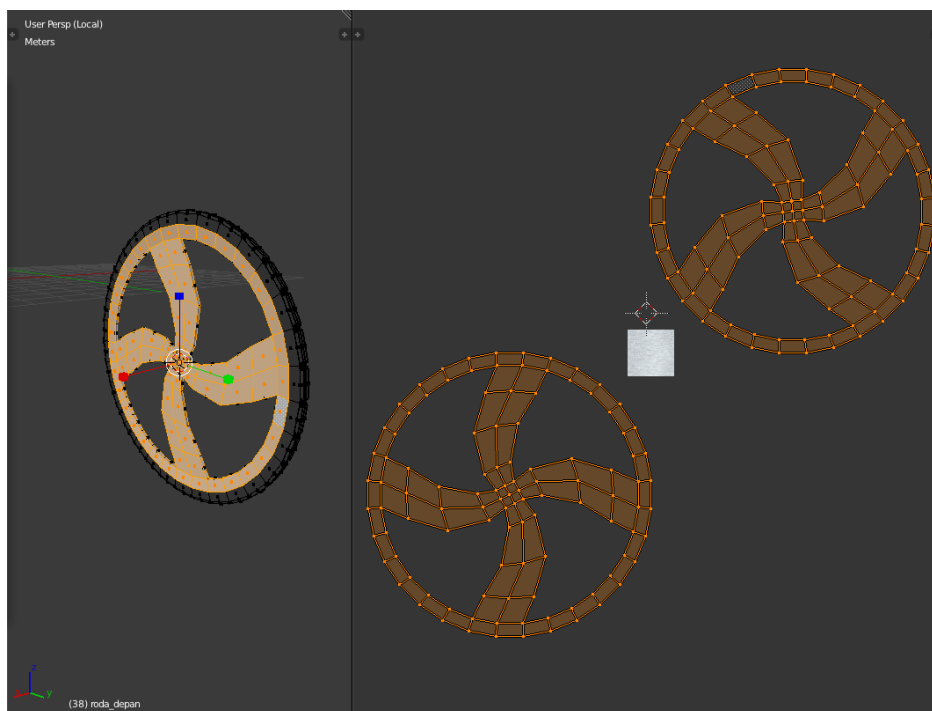 User Persp (Local)
Meters
z
y
(38) roda_depan